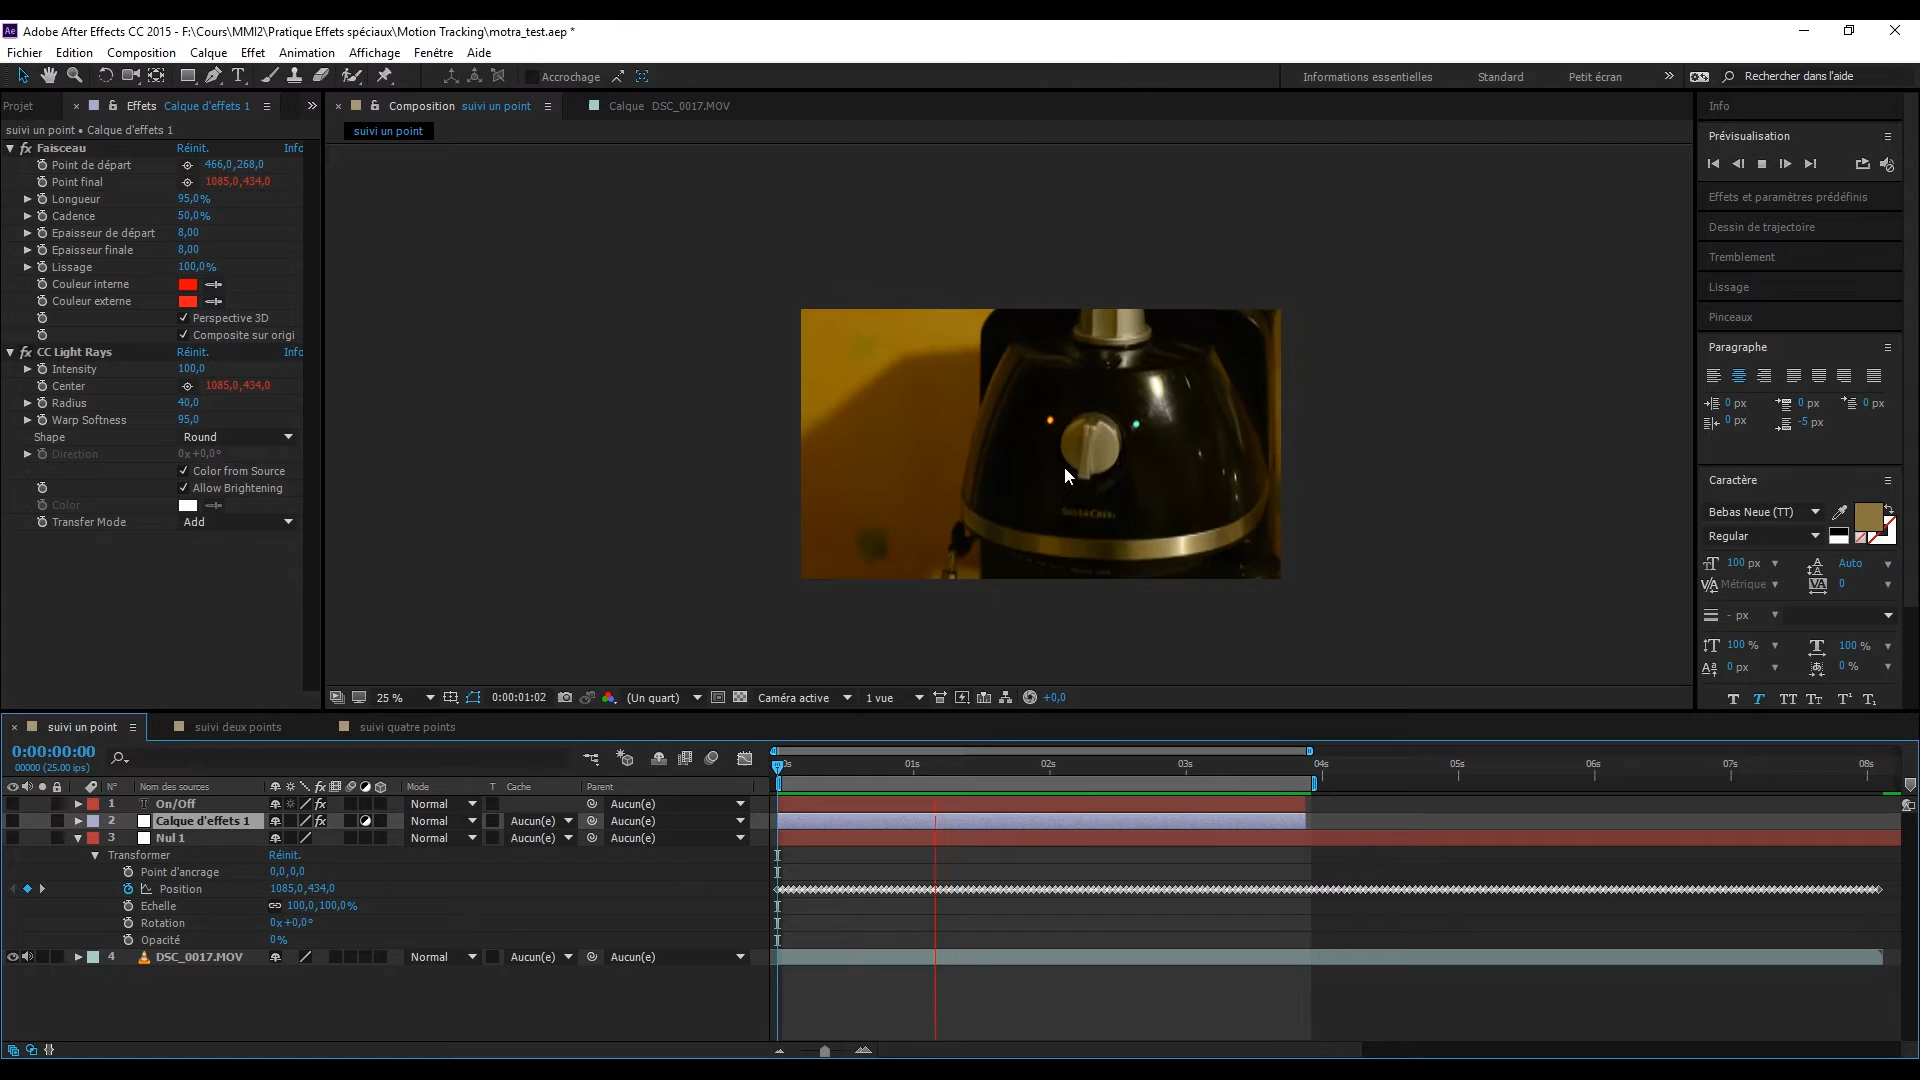 Adobe After Effects CC 2015 - F:\Cours\MMI2\Pratique Effets spéciaux\Motion Tracking\motra_test.aep *
Fichier Edition Composition Calque Effet Animation Affichage Fenêtre Aide
Accrochage Informations essentielles Standard Petit écran Rechercher dans l'aide
Projet Effets Calque d'effets 1 Composition suivi un point Calque DSC_0017.MOV Info
suivi un point • Calque d'effets 1
suivi un point
Faisceau Réinit. Info
Point de départ 466,0,268,0
Point final 1085,0,434,0
Longueur 95,0%
Cadence 50,0%
Epaisseur de départ 8,00
Epaisseur finale 8,00
Lissage 100,0%
Couleur interne
Couleur externe
Perspective 3D
Composite sur origi
CC Light Rays Réinit. Info
Intensity 100,0
Center 1085,0,434,0
Radius 40,0
Warp Softness 95,0
Shape Round
Direction 0x+0,0°
Color from Source
Allow Brightening
Color
Transfer Mode Add
SILVERCREST
Prévisualisation
Effets et paramètres prédéfinis
Dessin de trajectoire
Tremblement
Lissage
Pinceaux
Paragraphe
0 px 0 px 0 px
0 px -5 px
Caractère
Bebas Neue (TT)
Regular
100 px Auto
Métrique 0
- px
100 % 100 %
0 px 0 %
T T TT Tt T¹ T₁
25 % 0:00:01:02 (Un quart) Caméra active 1 vue +0,0
suivi un point suivi deux points suivi quatre points
0:00:00:00
00000 (25.00 ips)
0s 01s 02s 03s 04s 05s 06s 07s 08s
N° Nom des sources Mode T Cache Parent
1 T On/Off Normal Aucun(e)
2 Calque d'effets 1 Normal Aucun(e) Aucun(e)
3 Nul 1 Normal Aucun(e) Aucun(e)
Transformer Réinit.
Point d'ancrage 0,0,0,0
Position 1085,0,434,0
Echelle 100,0,100,0%
Rotation 0x+0,0°
Opacité 0%
4 DSC_0017.MOV Normal Aucun(e) Aucun(e)